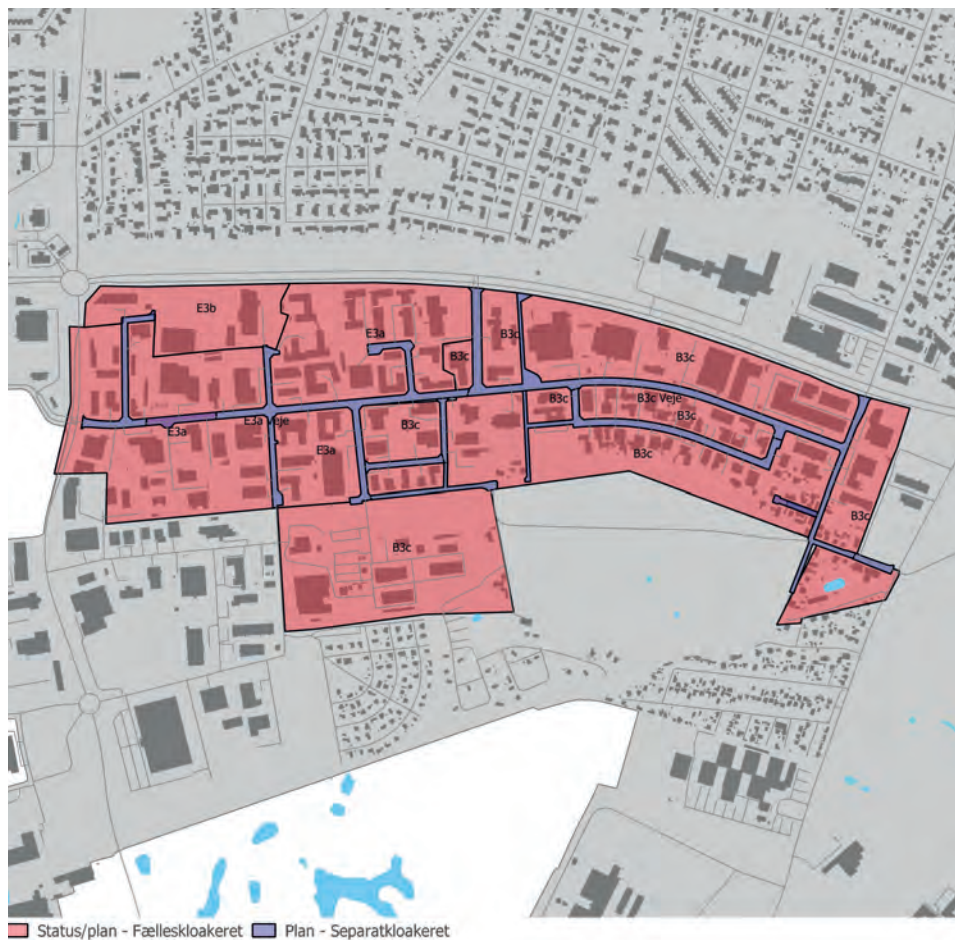 E3b
E3a
B3c
B3c
B3c
B3c
B3c Veje
B3c
E3a
E3a Veje
B3c
E3a
B3c
B3c
B3c
Status/plan - Fælleskloakeret
Plan - Separatkloakeret